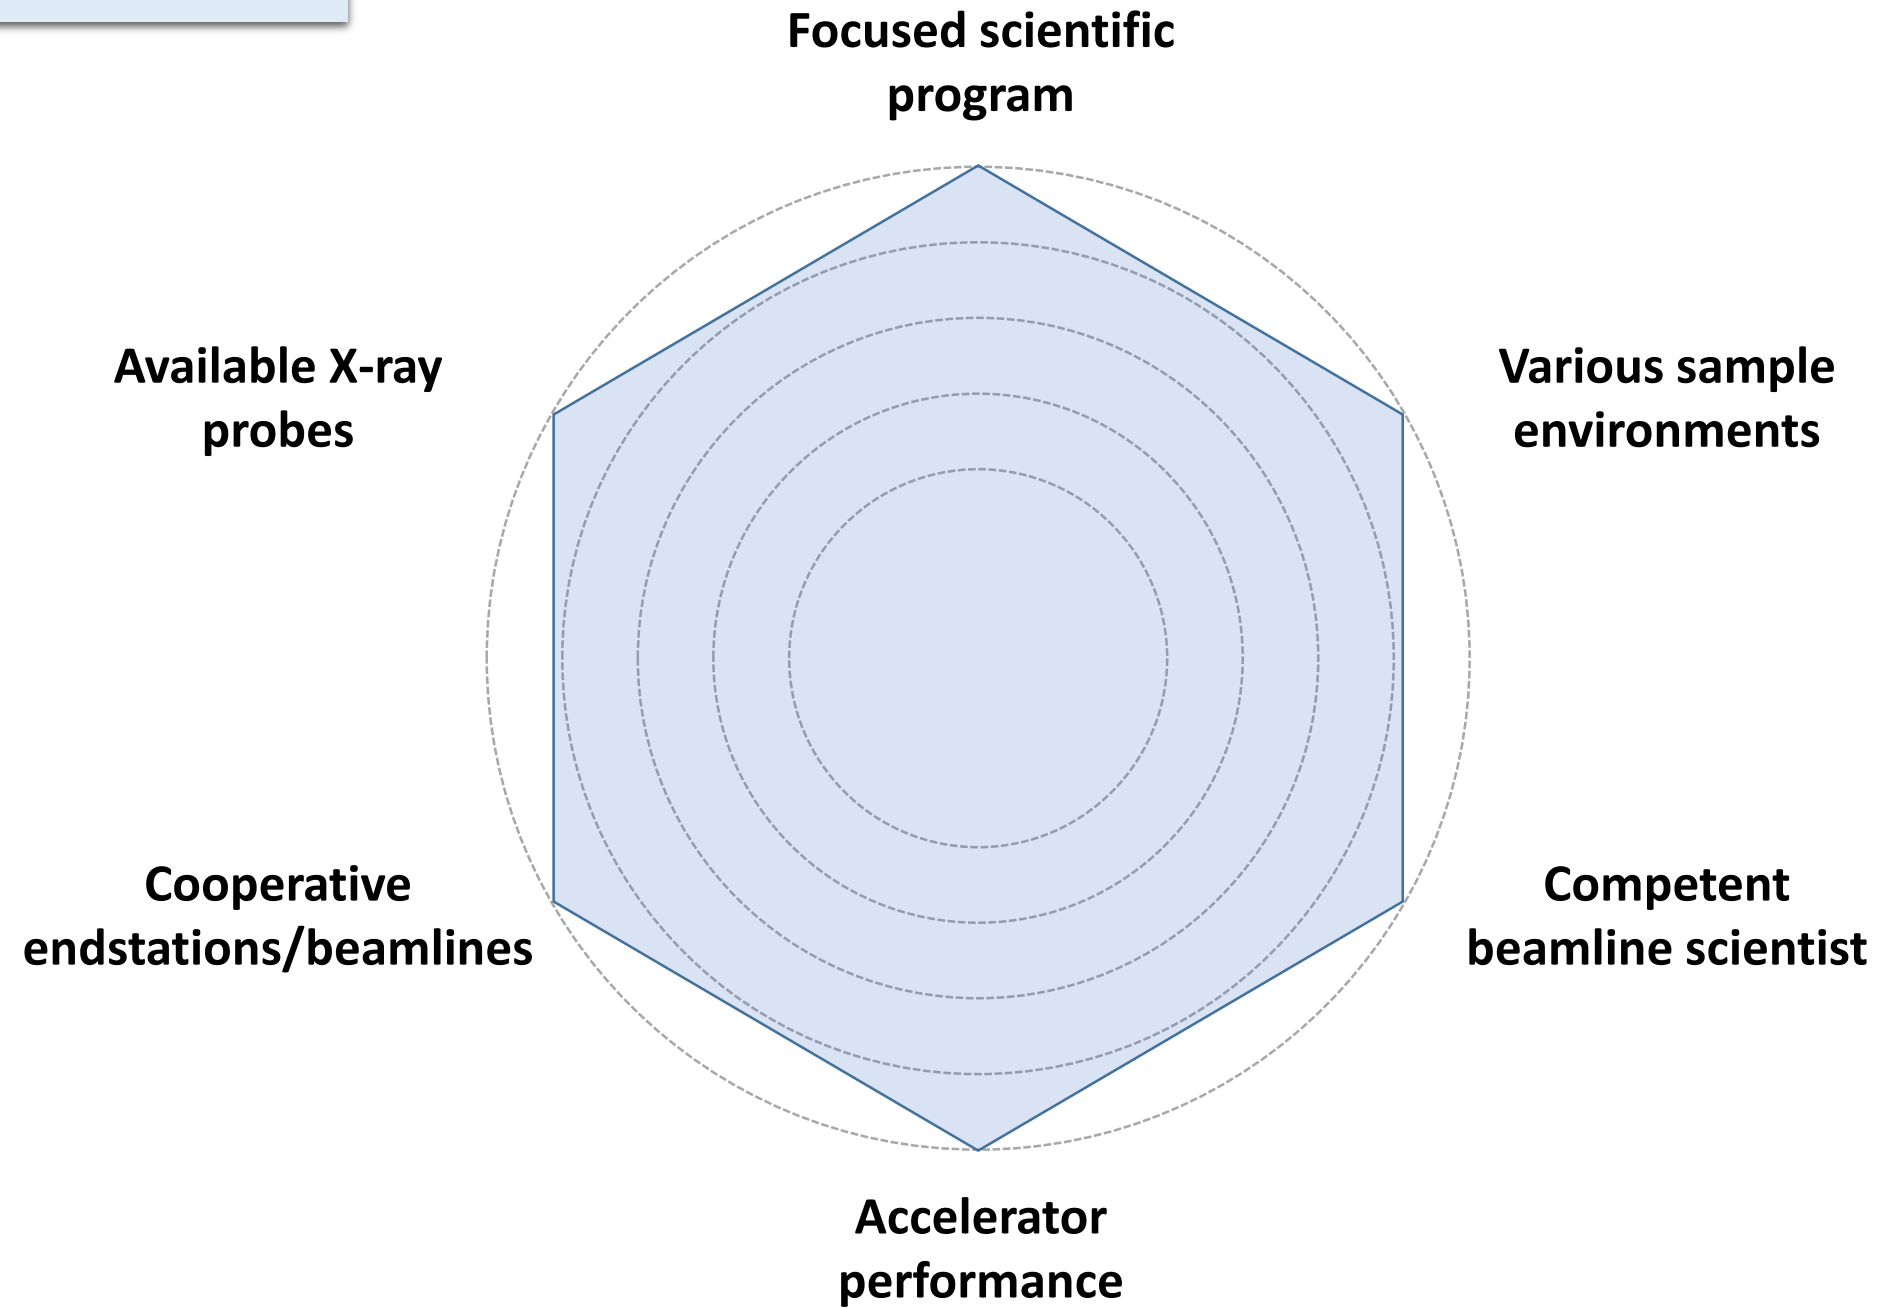 Focused scientific
program
Available X-ray
probes
Various sample
environments
Cooperative
endstations/beamlines
Competent
beamline scientist
Accelerator
performance